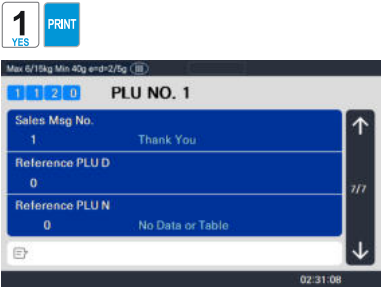 1
YES
PRINT
Max 6/15kg Min 40g e=d=2/5g (III)
1 1 2 0 PLU NO. 1
Sales Msg No.
1 Thank You
Reference PLU D
0
7/7
Reference PLU N
0 No Data or Table
02:31:08